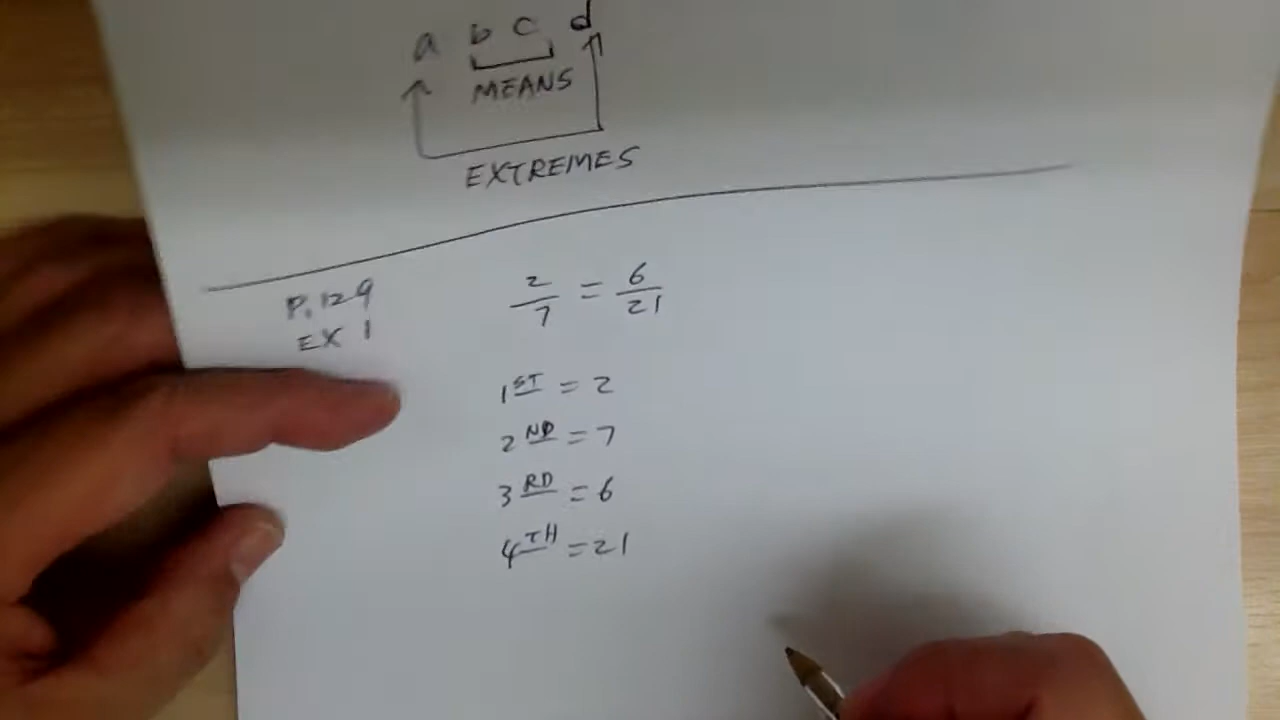 a b c d
MEANS
EXTREMES
P. 129
EX 1
2/7 = 6/21
1ST = 2
2ND = 7
3RD = 6
4TH = 21